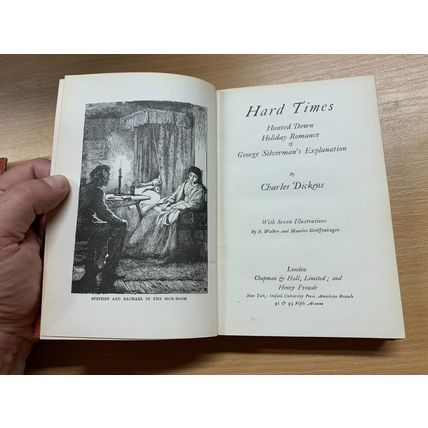 STEPHEN AND RACHAEL IN THE SICK-ROOM
Hard Times
Hunted Down
Holiday Romance
&
George Silverman's Explanation
By
Charles Dickens
With Seven Illustrations
By F. Walker and Maurice Greiffenhagen
London
Chapman & Hall, Limited; and
Henry Frowde
New York; Oxford University Press American Branch
91 & 93 Fifth Avenue